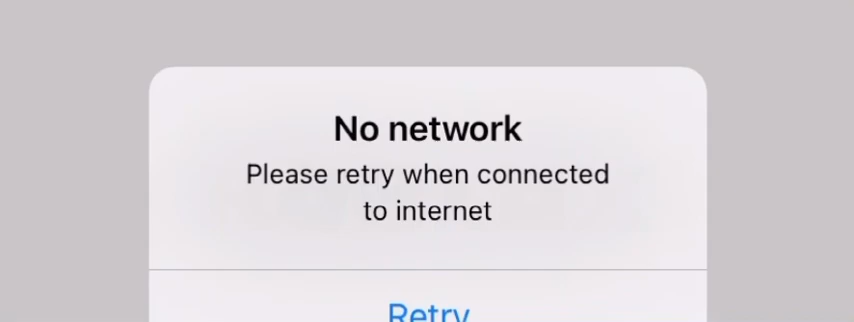 No network
Please retry when connected
to internet
Retry